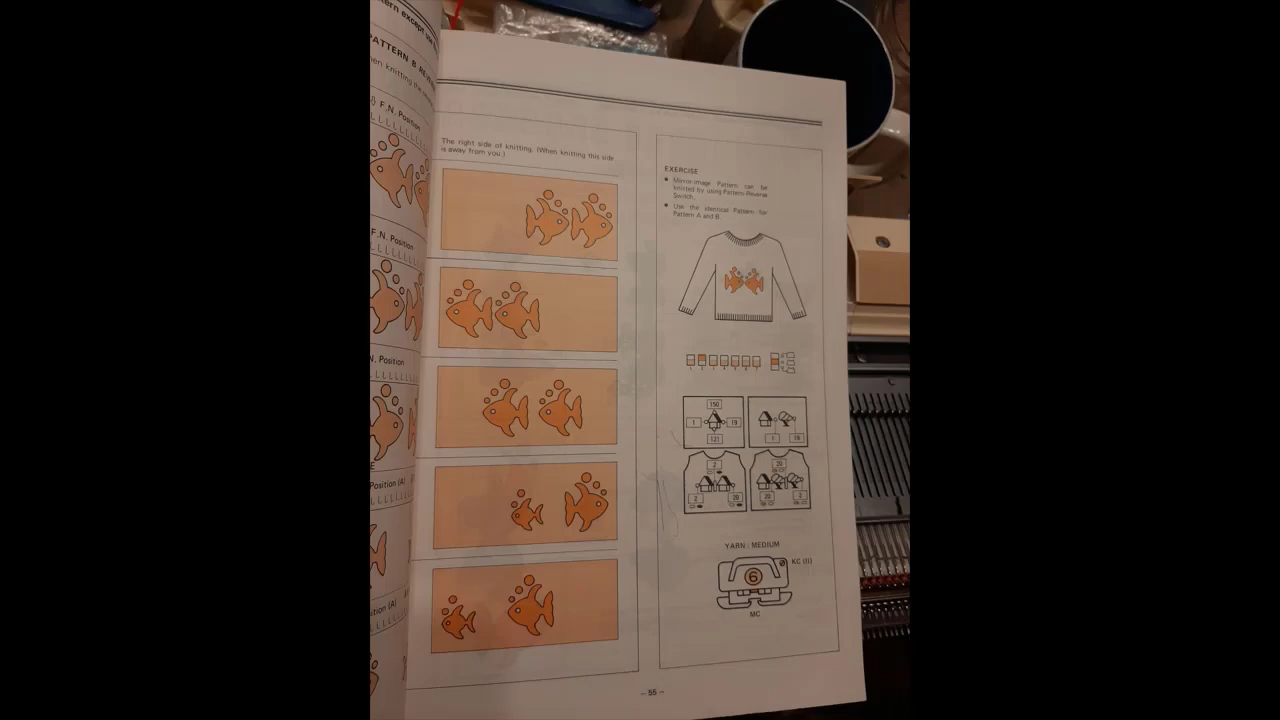 PATTERN & REVE
F.N. Position
F.N. Position
N. Position
Position (A)
The right side of knitting. (When knitting this side
is away from you.)
EXERCISE
● Mirror-image Pattern can be
knitted by using Pattern-Reverse
Switch.
● Use the identical Pattern for
Pattern A and B.
150
1
19
121
1
19
2
2
20
20
20
2
YARN : MEDIUM
KC (II)
6
MC
– 55 –